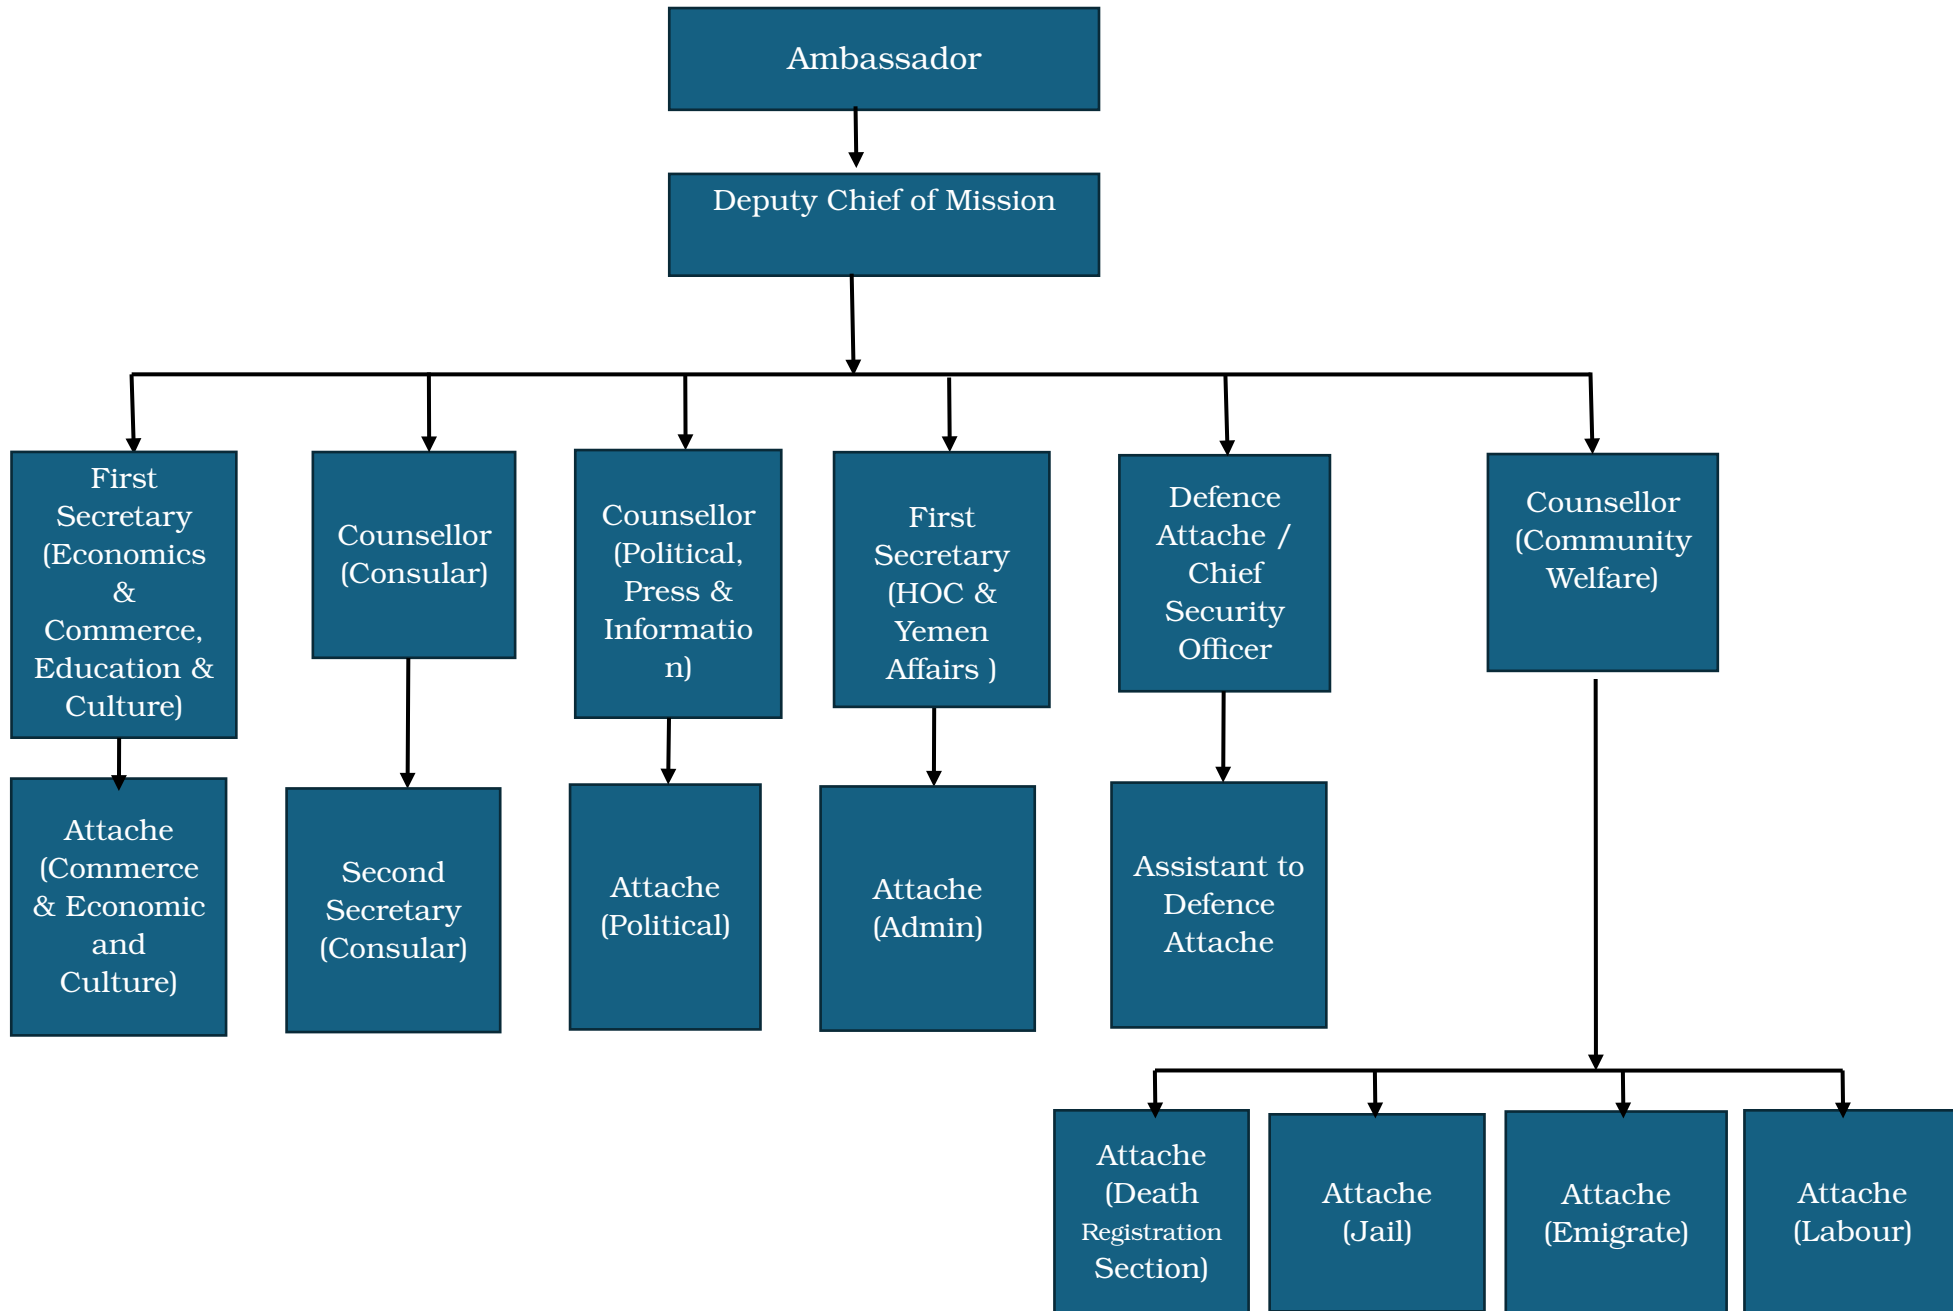 Ambassador
Deputy Chief of Mission
First
Secretary
(Economics
&
Commerce,
Education &
Culture)
Counsellor
(Consular)
Counsellor
(Political,
Press &
Informatio
n)
First
Secretary
(HOC &
Yemen
Affairs )
Defence
Attache /
Chief
Security
Officer
Counsellor
(Community
Welfare)
Attache
(Commerce
& Economic
and
Culture)
Second
Secretary
(Consular)
Attache
(Political)
Attache
(Admin)
Assistant to
Defence
Attache
Attache
(Death
Registration
Section)
Attache
(Jail)
Attache
(Emigrate)
Attache
(Labour)